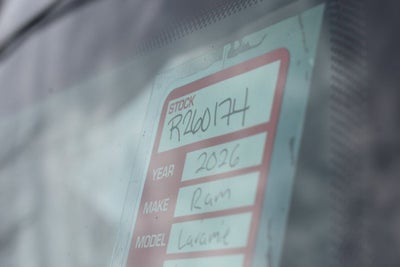 STOCK
R260174
YEAR 2026
MAKE Ram
MODEL Laramie